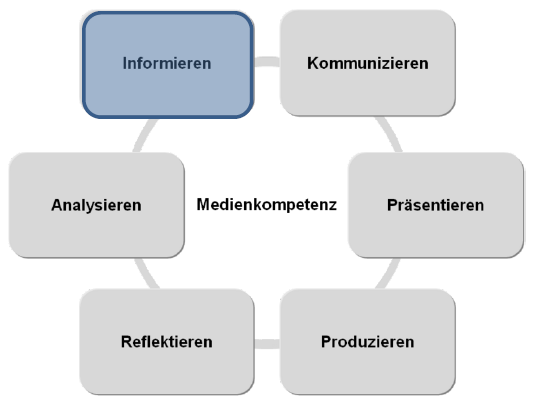 Informieren
Kommunizieren
Analysieren
Medienkompetenz
Präsentieren
Reflektieren
Produzieren